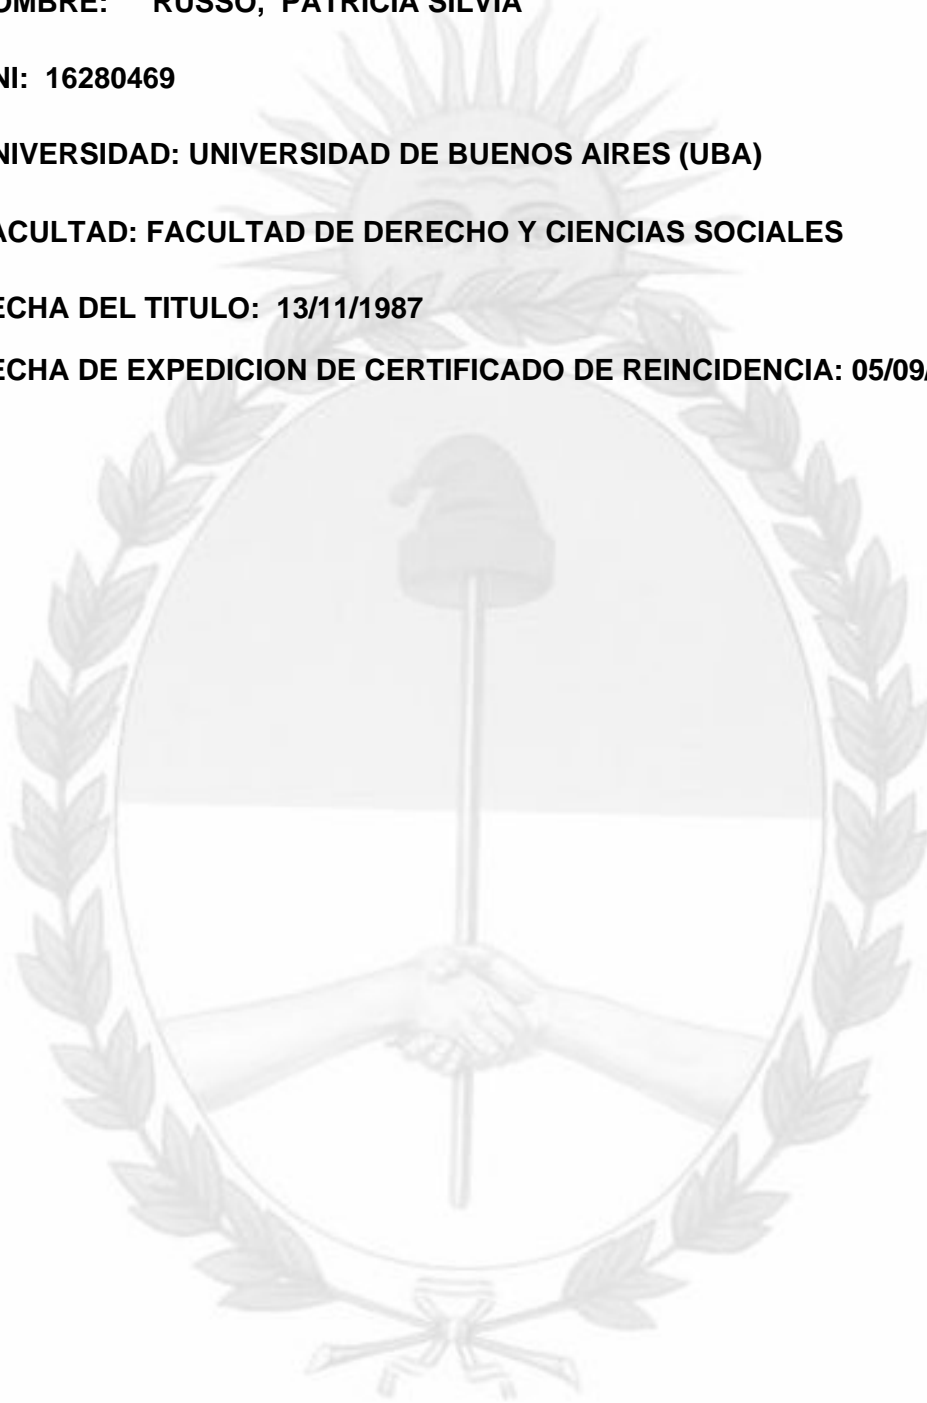 OMBRE: RUSSO, PATRICIA SILVIA
NI: 16280469
NIVERSIDAD: UNIVERSIDAD DE BUENOS AIRES (UBA)
ACULTAD: FACULTAD DE DERECHO Y CIENCIAS SOCIALES
ECHA DEL TITULO: 13/11/1987
ECHA DE EXPEDICION DE CERTIFICADO DE REINCIDENCIA: 05/09/